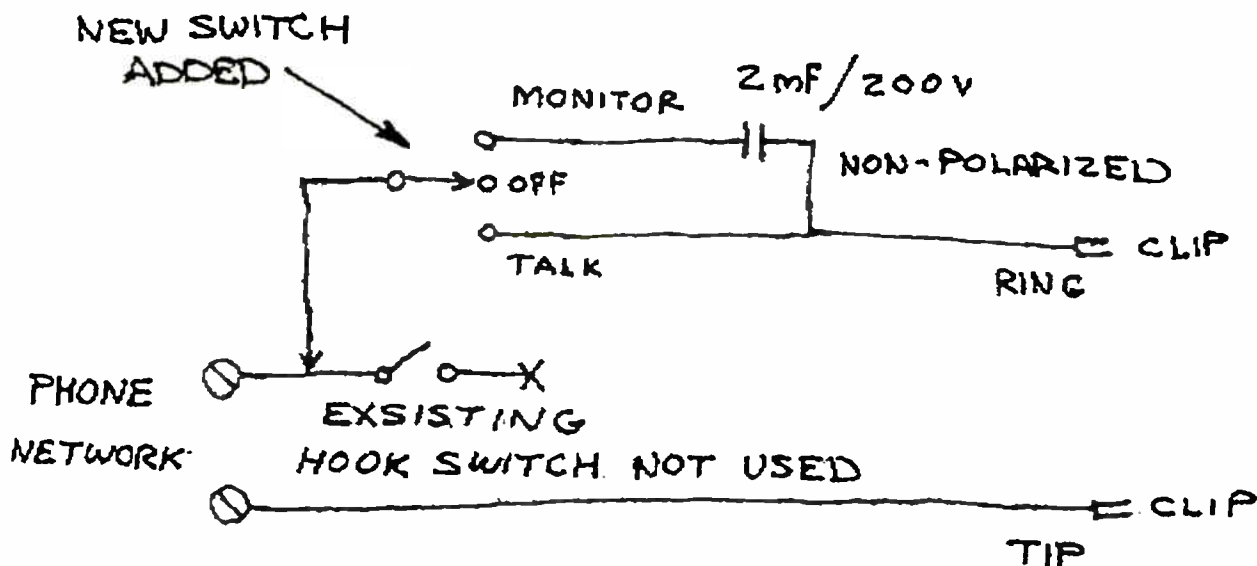 NEW SWITCH
ADDED
MONITOR
2mF/200V
NON-POLARIZED
OFF
TALK
CLIP
RING
PHONE
NETWORK
EXSISTING
HOOK SWITCH NOT USED
CLIP
TIP